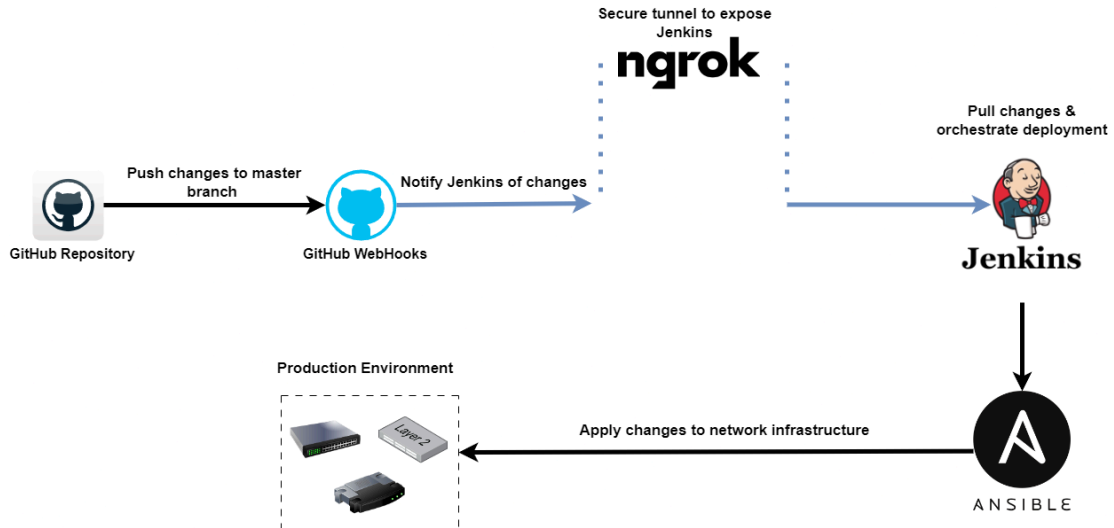 Secure tunnel to expose
Jenkins
ngrok
Pull changes &
orchestrate deployment
Push changes to master
branch
Notify Jenkins of changes
GitHub Repository
GitHub WebHooks
Jenkins
Production Environment
Layer 2
Apply changes to network infrastructure
ANSIBLE